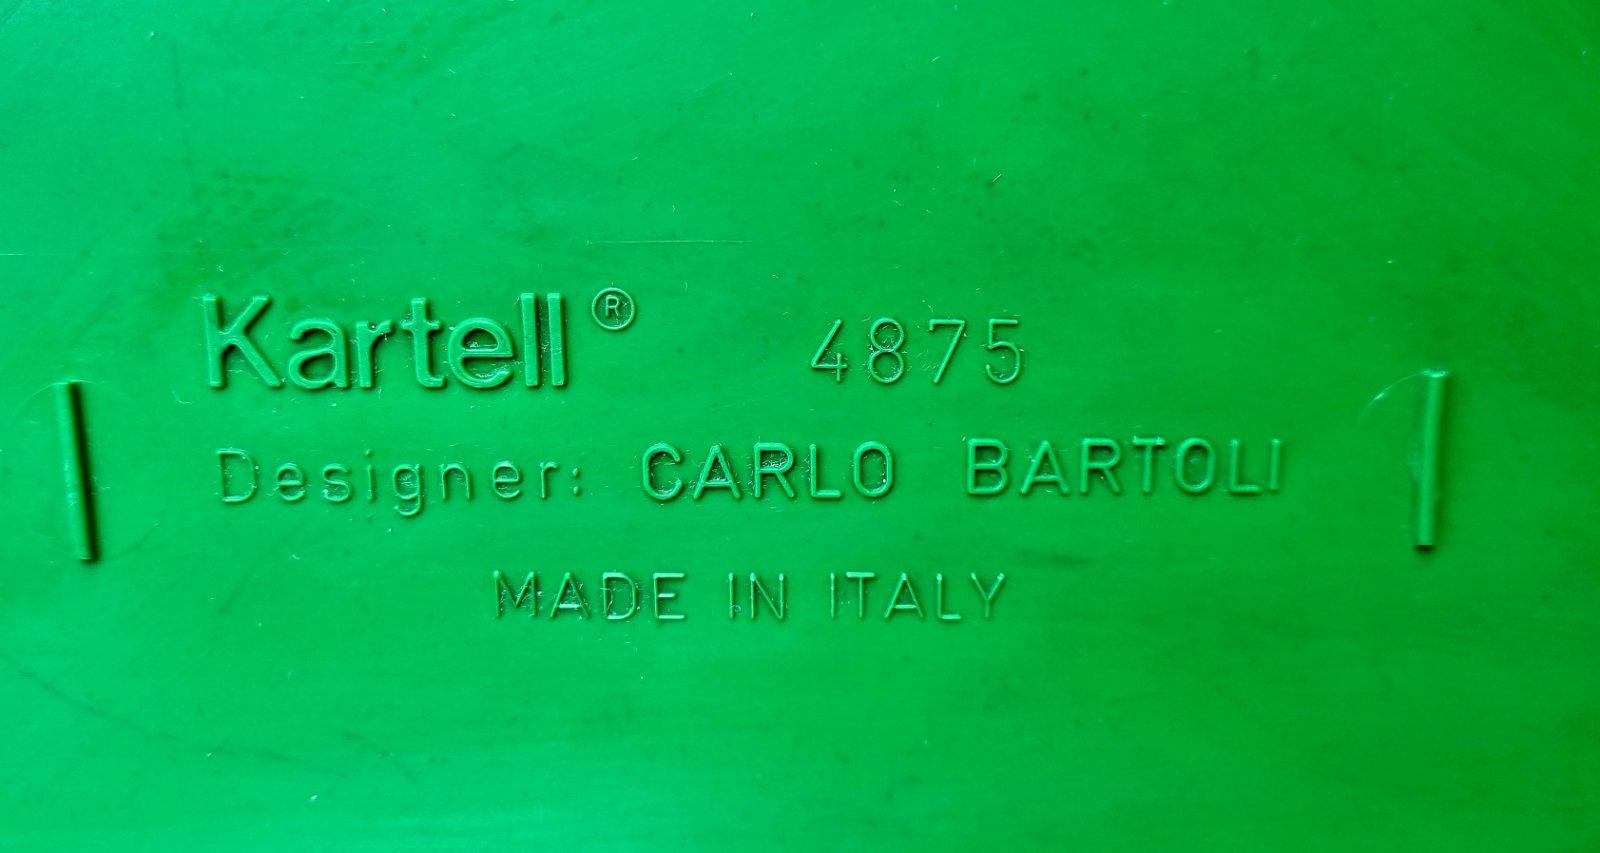 Kartell® 4875
Designer: CARLO BARTOLI
MADE IN ITALY